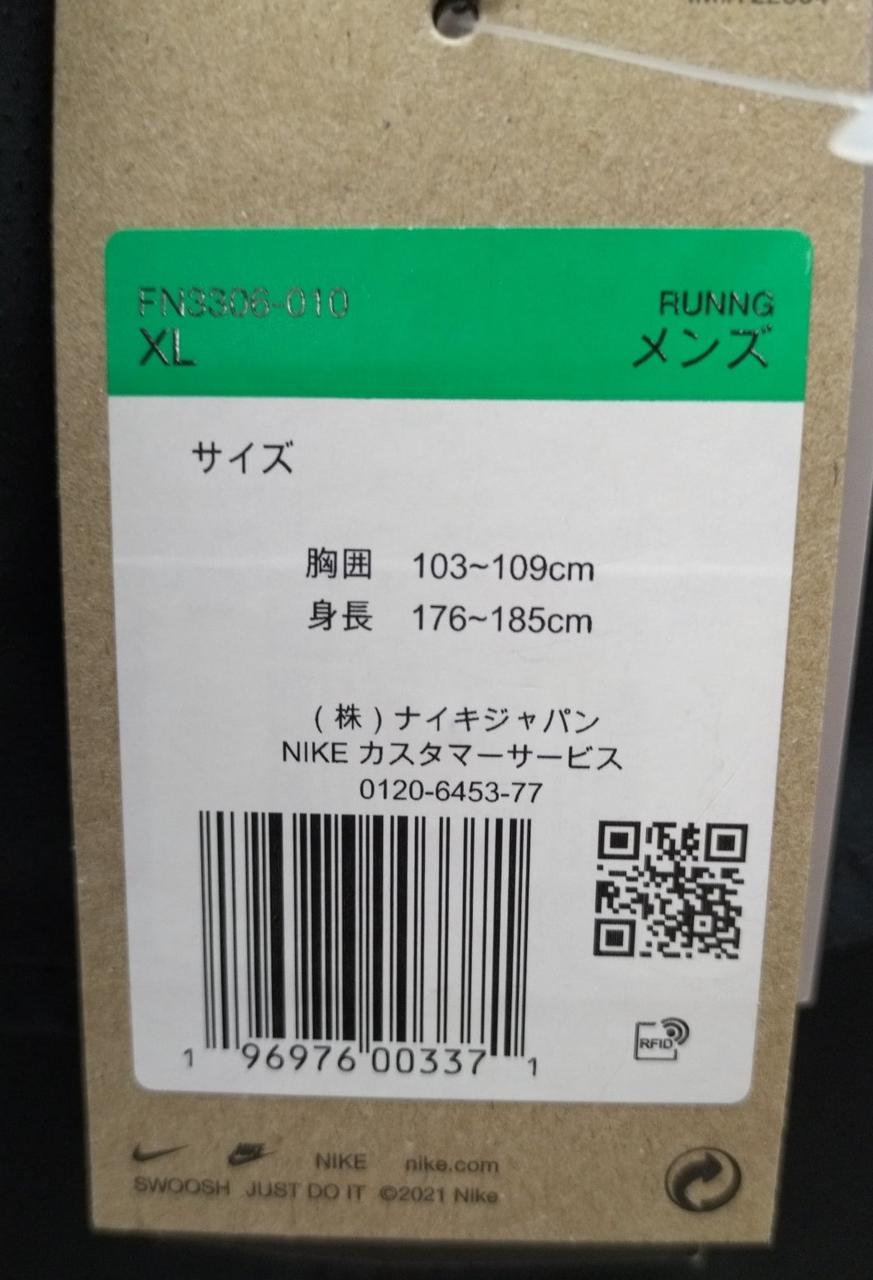 FN3306-010 RUNNG
XL メンズ
サイズ
胸囲 103~109cm
身長 176~185cm
(株)ナイキジャパン
NIKE カスタマーサービス
0120-6453-77
1 96976 00337 1
RFID
NIKE nike.com
SWOOSH JUST DO IT ©2021 Nike